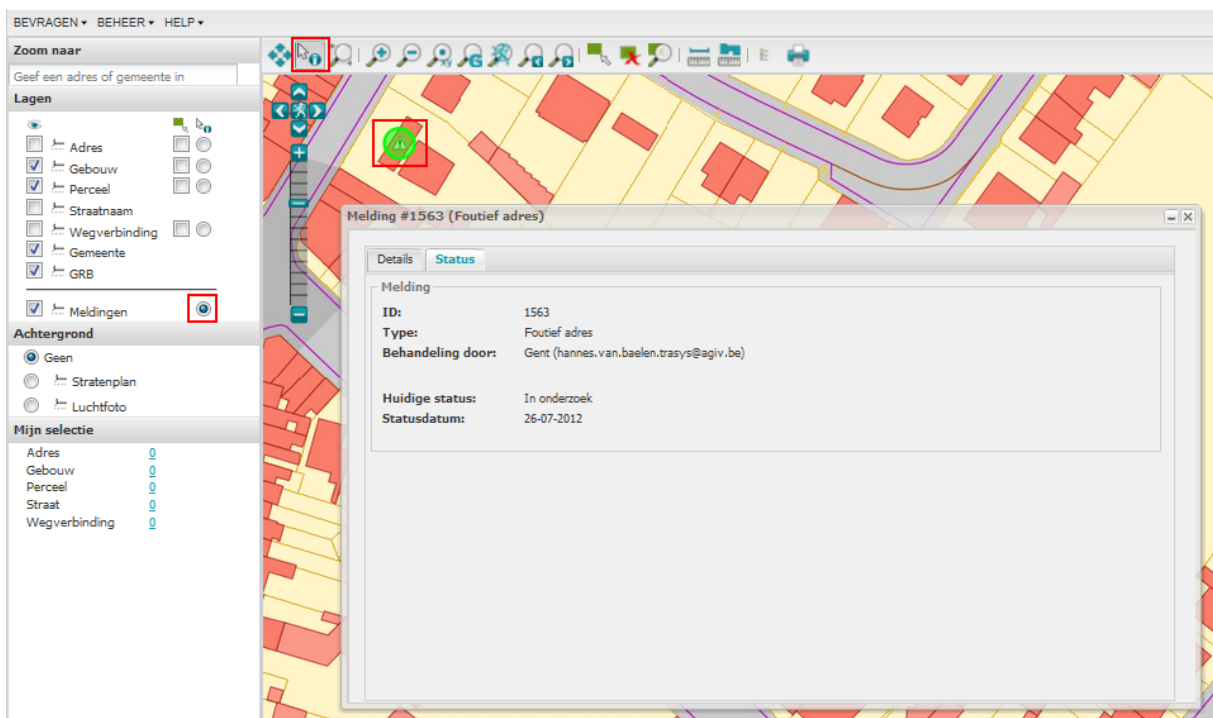 BEVRAGEN BEHEER HELP
Zoom naar
Geef een adres of gemeente in
Lagen
Adres
Gebouw
Perceel
Straatnaam
Wegverbinding
Gemeente
GRB
Meldingen
Achtergrond
Geen
Stratenplan
Luchtfoto
Mijn selectie
Adres 0
Gebouw 0
Perceel 0
Straat 0
Wegverbinding 0
Melding #1563 (Foutief adres)
Details Status
Melding
ID: 1563
Type: Foutief adres
Behandeling door: Gent (hannes.van.baelen.trasys@agiv.be)
Huidige status: In onderzoek
Statusdatum: 26-07-2012